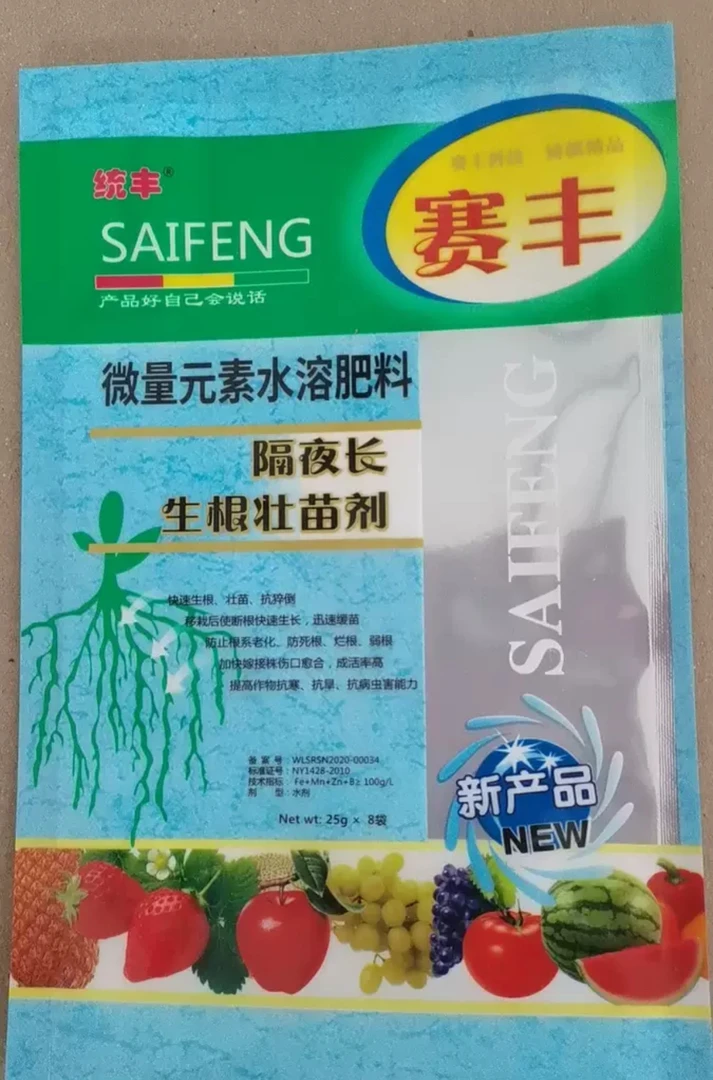 统丰®
SAIFENG
产品好自己会说话
赛丰
微量元素水溶肥料
隔夜长
生根壮苗剂
SAIFENG
快速生根、壮苗、抗猝倒
移栽后使断根快速生长，迅速缓苗
防止根系老化、防死根、烂根、弱根
加快嫁接株伤口愈合，成活率高
提高作物抗寒、抗旱、抗病虫害能力
备案号：WLSRSN2020-00034
标准证号：NY1428-2010
技术指标：Fe+Mn+Zn+B≥100g/L
剂 型：水剂
Net wt: 25g × 8袋
新产品
NEW